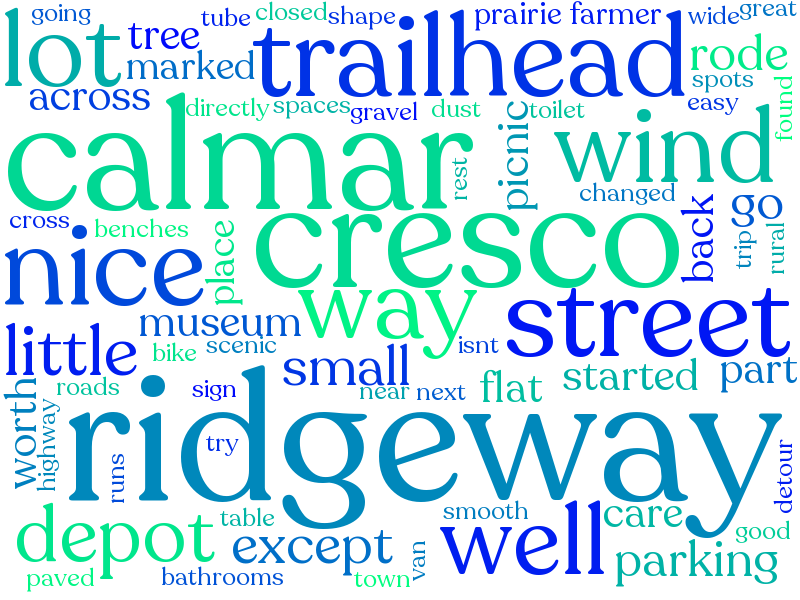 going
tube
closed
shape
prairie farmer
wide
great
lot
tree
marked
trailhead
rode
spots
across
directly
spaces
gravel
dust
toilet
easy
found
calmar
rest
picnic
wind
changed
cross
benches
place
cresco
back
go
trip
rural
nice
way
street
museum
scenic
isnt
little
bike
small
near
next
flat
started
part
worth
highway
roads
sign
try
runs
ridgeway
detour
depot
table
except
smooth
well
care
good
parking
paved
bathrooms
town
van